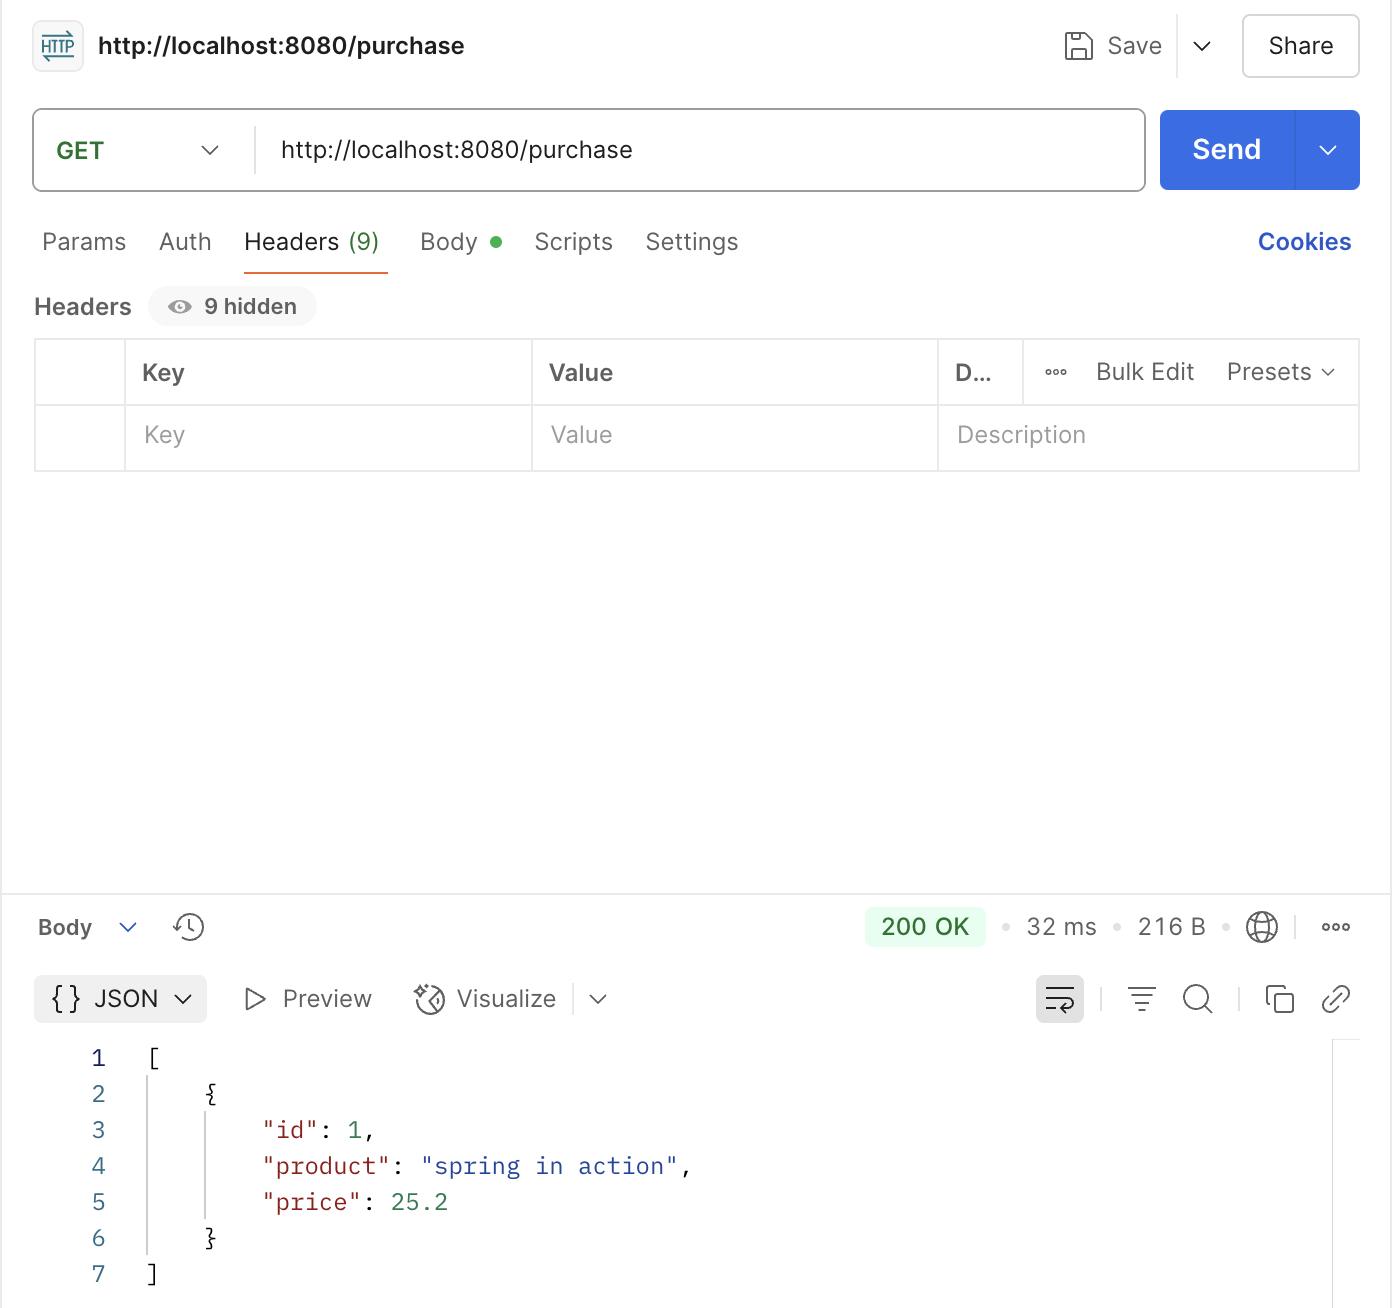 HTTP http://localhost:8080/purchase Save Share
GET http://localhost:8080/purchase Send
Params Auth Headers (9) Body Scripts Settings Cookies
Headers 9 hidden
Key Value D... Bulk Edit Presets
Key Value Description
Body 200 OK 32 ms 216 B
{} JSON Preview Visualize
1 [
2 {
3 "id": 1,
4 "product": "spring in action",
5 "price": 25.2
6 }
7 ]